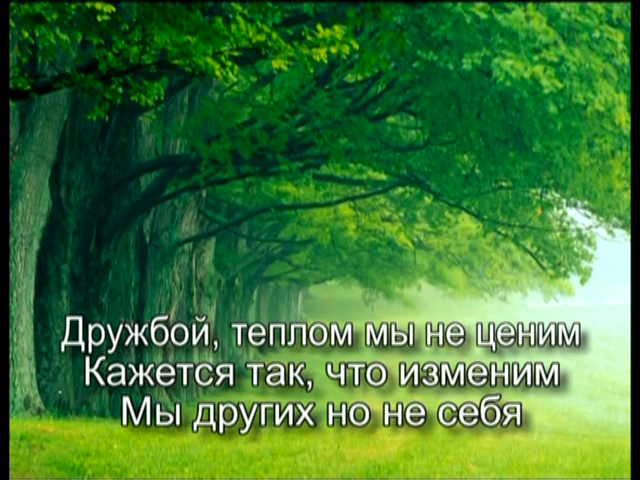 Дружбой, теплом мы не ценим
Кажется так, что изменим
Мы других но не себя